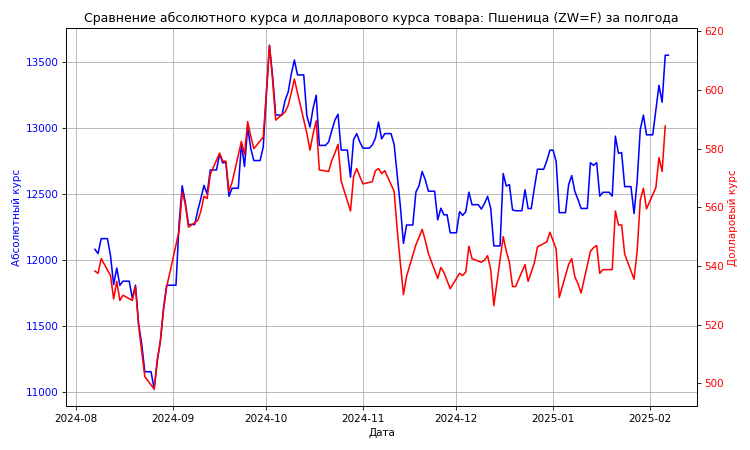 Сравнение абсолютного курса и долларового курса товара: Пшеница (ZW=F) за полгода
Абсолютный курс
13500
13000
12500
12000
11500
11000
620
600
580
560
540
520
500
Долларовый курс
2024-08 2024-09 2024-10 2024-11 2024-12 2025-01 2025-02
Дата